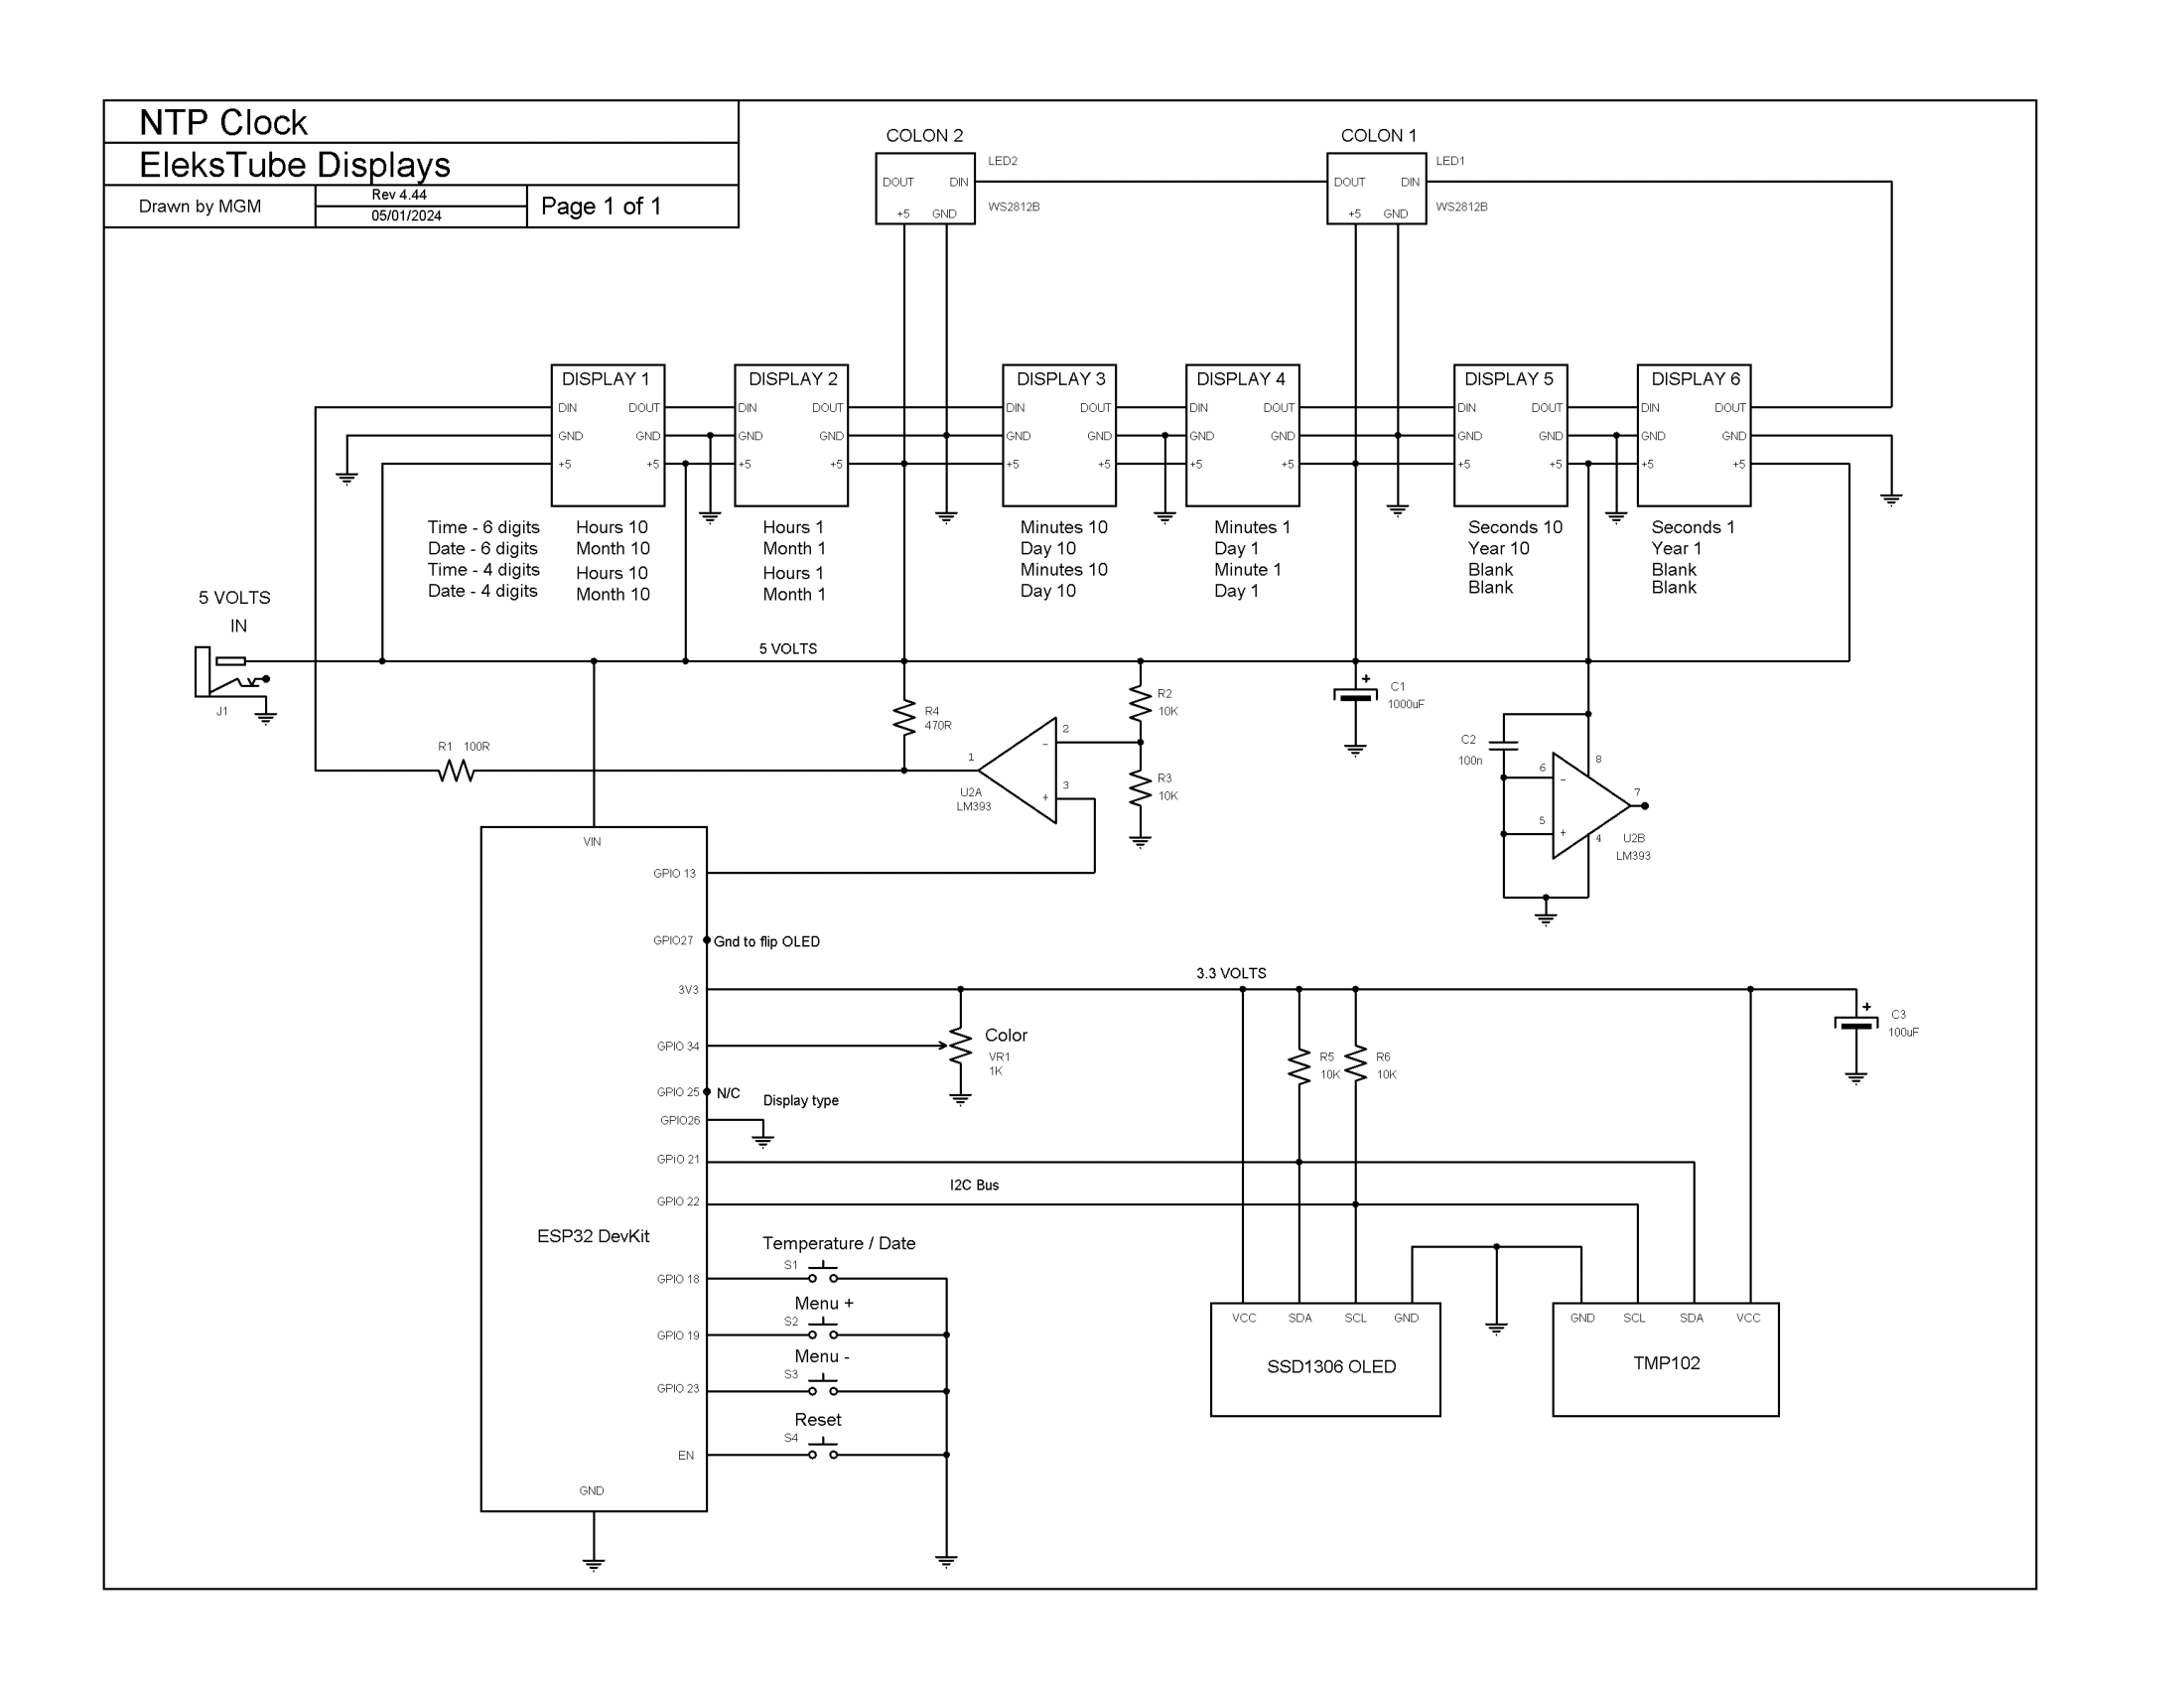 NTP Clock
EleksTube Displays
Drawn by MGM
Rev 4.44
05/01/2024
Page 1 of 1
COLON 2
LED2
DOUT DIN
+5 GND
WS2812B
COLON 1
LED1
DOUT DIN
+5 GND
WS2812B
DISPLAY 1
DIN DOUT
GND GND
+5 +5
DISPLAY 2
DIN DOUT
GND GND
+5 +5
DISPLAY 3
DIN DOUT
GND GND
+5 +5
DISPLAY 4
DIN DOUT
GND GND
+5 +5
DISPLAY 5
DIN DOUT
GND GND
+5 +5
DISPLAY 6
DIN DOUT
GND GND
+5 +5
Time - 6 digits Hours 10 Hours 1 Minutes 10 Minutes 1 Seconds 10 Seconds 1
Date - 6 digits Month 10 Month 1 Day 10 Day 1 Year 10 Year 1
Time - 4 digits Hours 10 Hours 1 Minutes 10 Minute 1 Blank Blank
Date - 4 digits Month 10 Month 1 Day 10 Day 1 Blank Blank
5 VOLTS
IN
J1
5 VOLTS
R1 100R
R4
470R
1
U2A
LM393
2
-
3
+
R2
10K
R3
10K
+
C1
1000uF
C2
100n
6
-
5
+
8
7
4
U2B
LM393
VIN
GPIO 13
GPIO27 Gnd to flip OLED
3V3
3.3 VOLTS
GPIO 34
Color
VR1
1K
GPIO 25 N/C
Display type
GPIO26
GPiO 21
I2C Bus
GPIO 22
R5
10K
R6
10K
+
C3
100uF
ESP32 DevKit
Temperature / Date
S1
GPIO 18
Menu +
S2
GPIO 19
Menu -
S3
GPIO 23
Reset
S4
EN
GND
VCC SDA SCL GND
SSD1306 OLED
GND SCL SDA VCC
TMP102